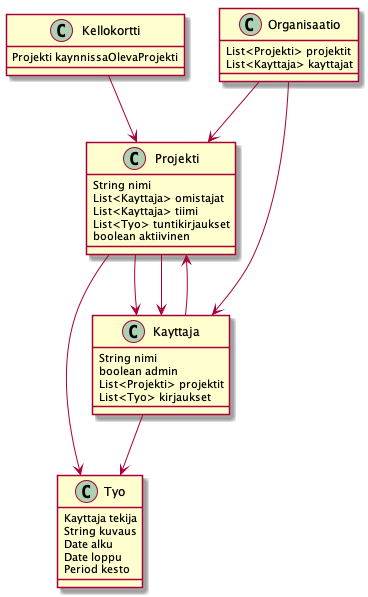 C Kellokortti
Projekti kaynnissaOlevaProjekti
C Organisaatio
List<Projekti> projektit
List<Kayttaja> kayttajat
C Projekti
String nimi
List<Kayttaja> omistajat
List<Kayttaja> tiimi
List<Tyo> tuntikirjaukset
boolean aktiivinen
C Kayttaja
String nimi
boolean admin
List<Projekti> projektit
List<Tyo> kirjaukset
C Tyo
Kayttaja tekija
String kuvaus
Date alku
Date loppu
Period kesto